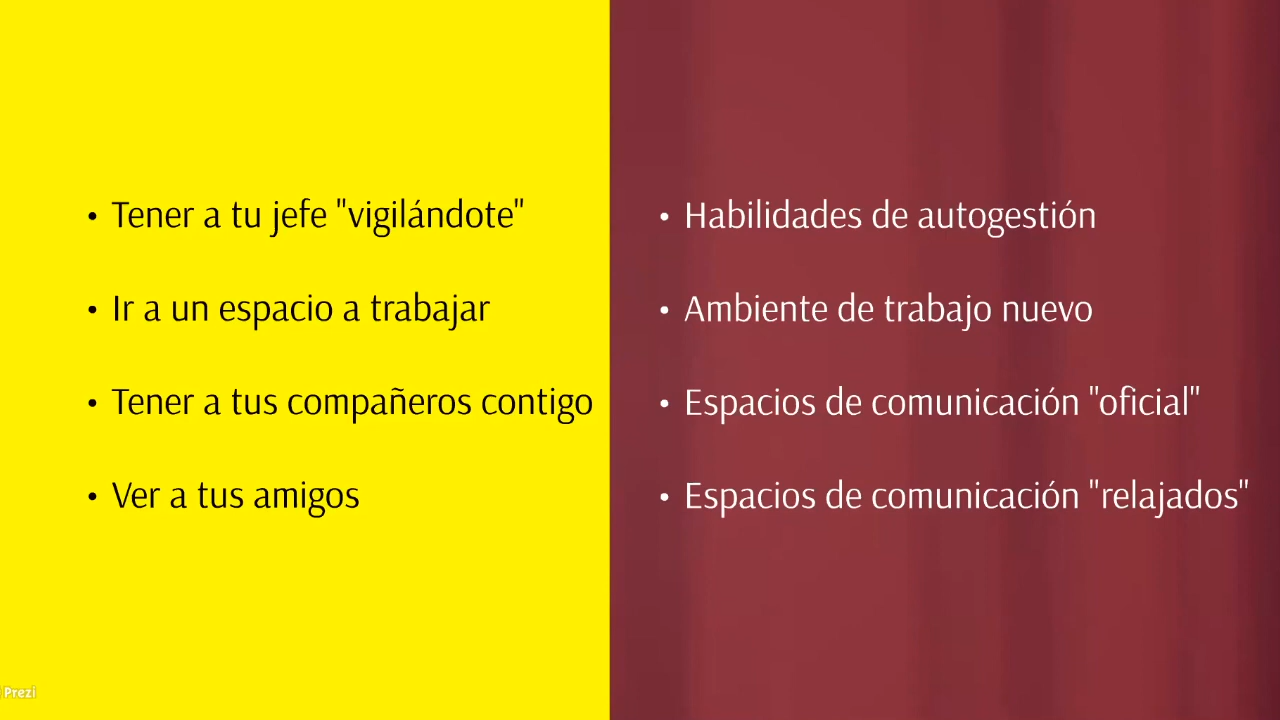 • Tener a tu jefe "vigilándote"
• Ir a un espacio a trabajar
• Tener a tus compañeros contigo
• Ver a tus amigos
• Habilidades de autogestión
• Ambiente de trabajo nuevo
• Espacios de comunicación "oficial"
• Espacios de comunicación "relajados"
Prezi